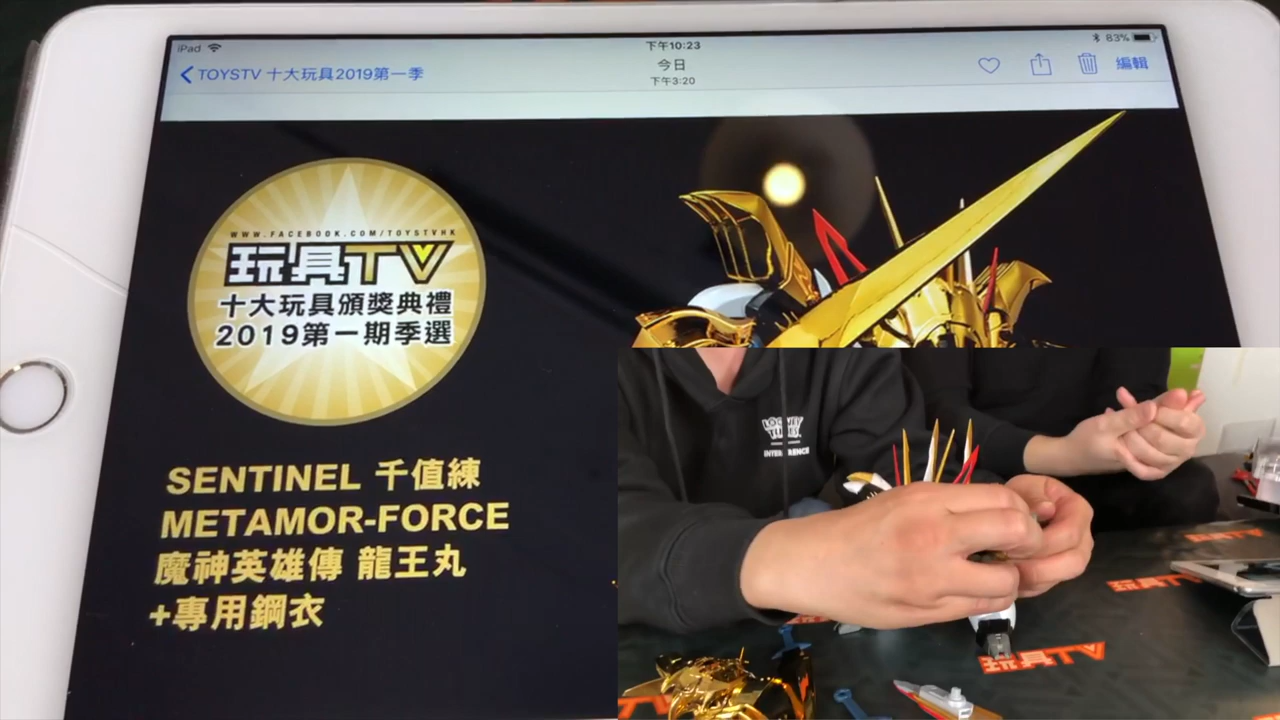 iPad
下午10:23
83%
TOYSTV 十大玩具2019第一季
今日
下午3:20
編輯
WWW.FACEBOOK.COM/TOYSTVHK
玩具TV
十大玩具頒獎典禮
2019第一期季選
SENTINEL 千值練
METAMOR-FORCE
魔神英雄傳 龍王丸
+專用鋼衣
LOONEY
TUNES
玩具TV
玩具TV
TV